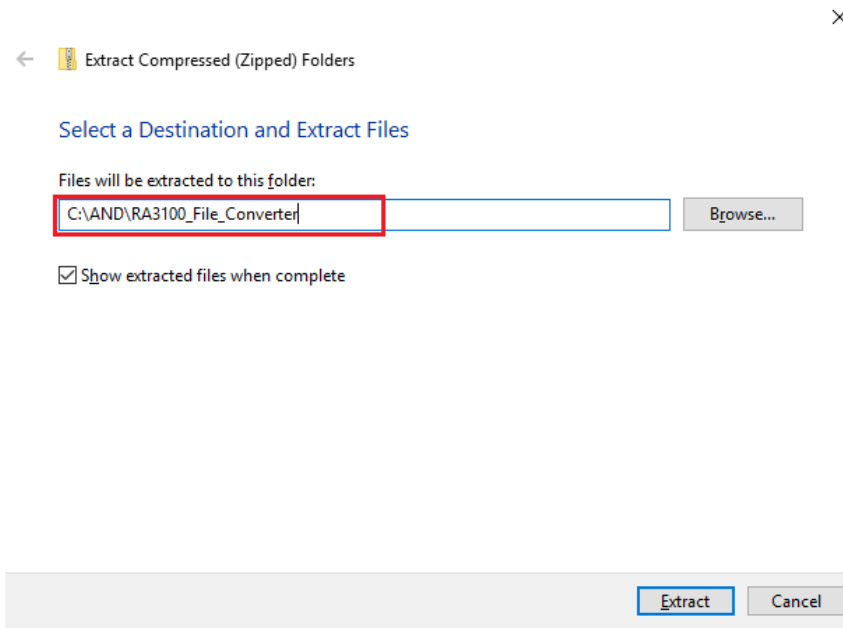 Extract Compressed (Zipped) Folders
Select a Destination and Extract Files
Files will be extracted to this folder:
C:\AND\RA3100_File_Converter
Browse...
Show extracted files when complete
Extract
Cancel